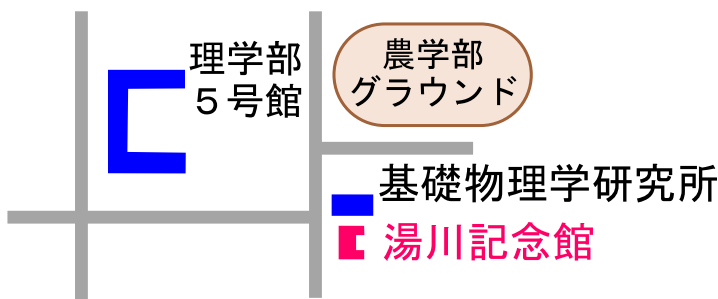 理学部
５号館
農学部
グラウンド
基礎物理学研究所
湯川記念館